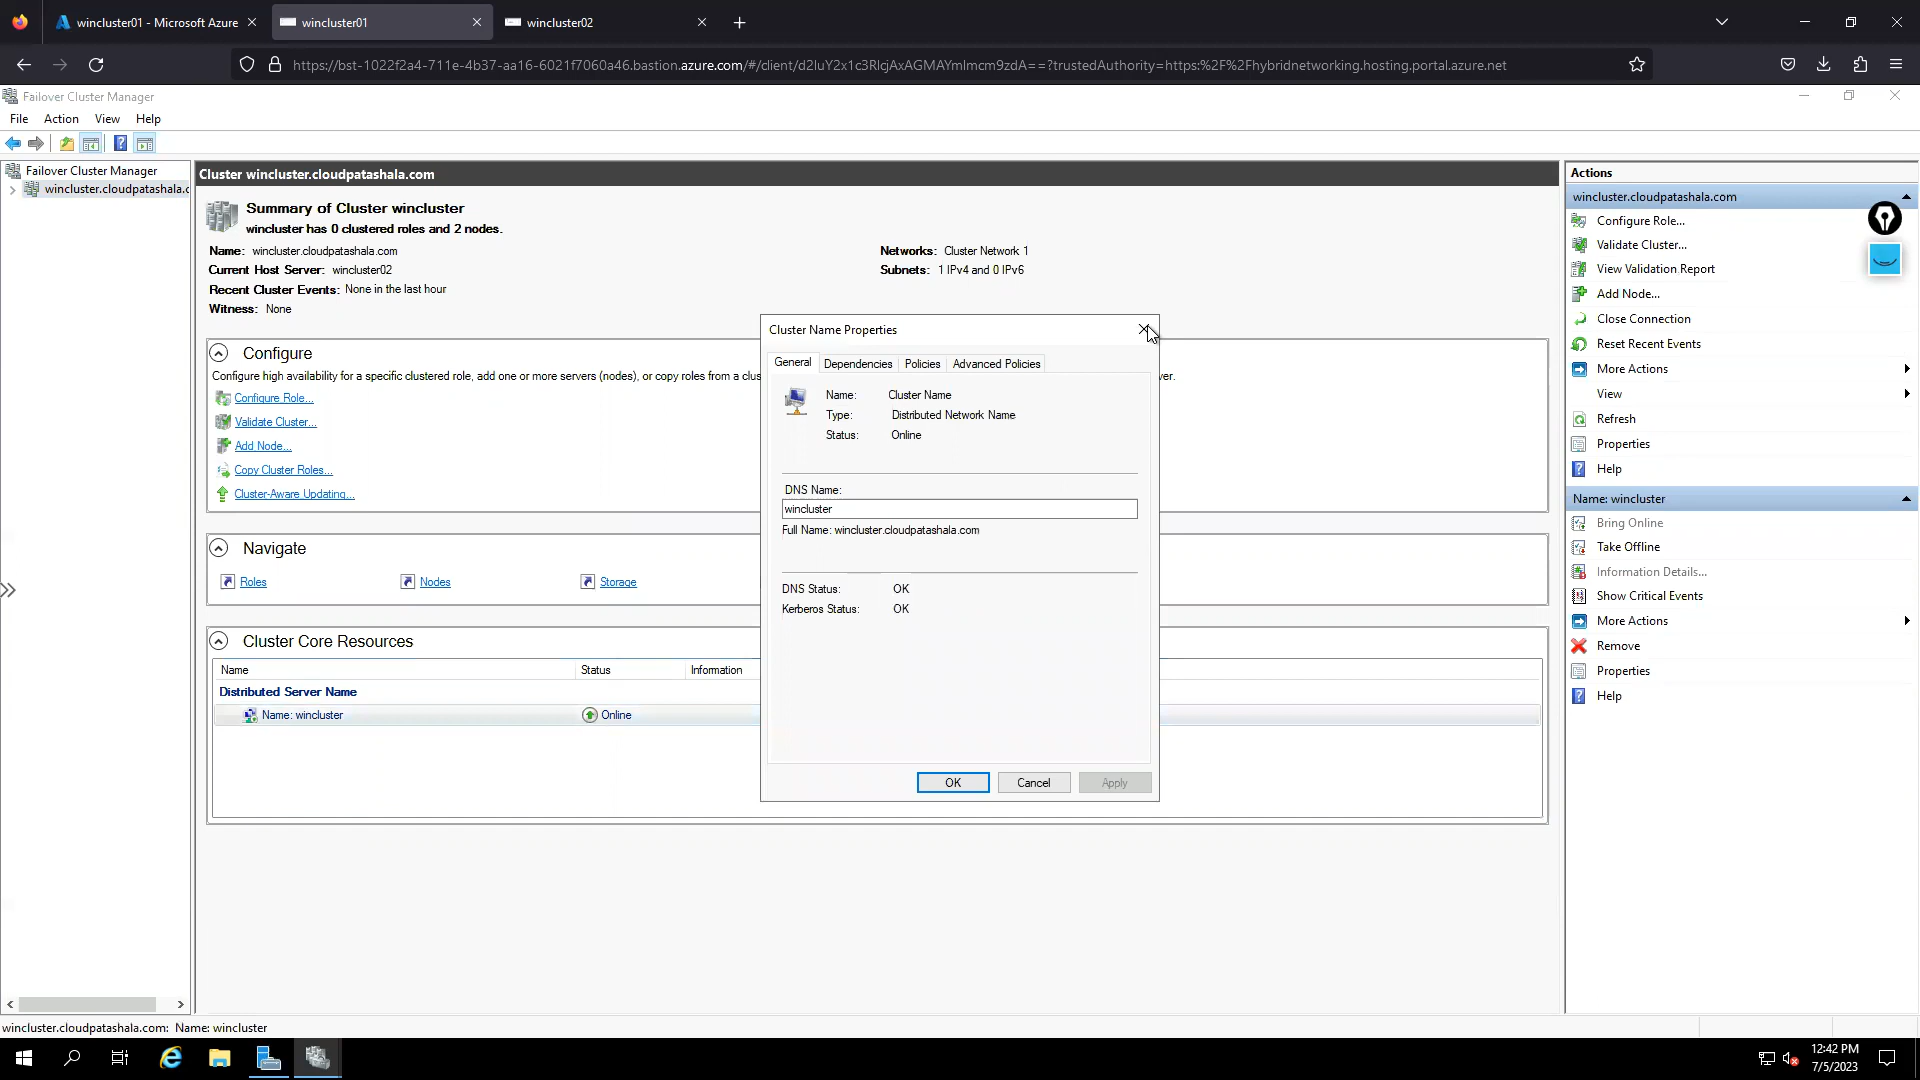 wincluster01 - Microsoft Azure
wincluster01
wincluster02
https://bst-1022f2a4-711e-4b37-aa16-6021f7060a46.bastion.azure.com/#/client/d2luY2x1c3RlcjAxAGMAYmlmcm9zdA==?trustedAuthority=https:%2F%2Fhybridnetworking.hosting.portal.azure.net
Failover Cluster Manager
File Action View Help
Failover Cluster Manager
wincluster.cloudpatashala.c
Cluster wincluster.cloudpatashala.com
Summary of Cluster wincluster
wincluster has 0 clustered roles and 2 nodes.
Name: wincluster.cloudpatashala.com
Networks: Cluster Network 1
Current Host Server: wincluster02
Subnets: 1 IPv4 and 0 IPv6
Recent Cluster Events: None in the last hour
Witness: None
Configure
Configure high availability for a specific clustered role, add one or more servers (nodes), or copy roles from a clus
er.
Configure Role...
Validate Cluster...
Add Node...
Copy Cluster Roles...
Cluster-Aware Updating...
Navigate
Roles
Nodes
Storage
Cluster Core Resources
Name Status Information
Distributed Server Name
Name: wincluster Online
Cluster Name Properties
General Dependencies Policies Advanced Policies
Name: Cluster Name
Type: Distributed Network Name
Status: Online
DNS Name:
wincluster
Full Name: wincluster.cloudpatashala.com
DNS Status: OK
Kerberos Status: OK
OK Cancel Apply
Actions
wincluster.cloudpatashala.com
Configure Role...
Validate Cluster...
View Validation Report
Add Node...
Close Connection
Reset Recent Events
More Actions
View
Refresh
Properties
Help
Name: wincluster
Bring Online
Take Offline
Information Details...
Show Critical Events
More Actions
Remove
Properties
Help
wincluster.cloudpatashala.com: Name: wincluster
12:42 PM
7/5/2023